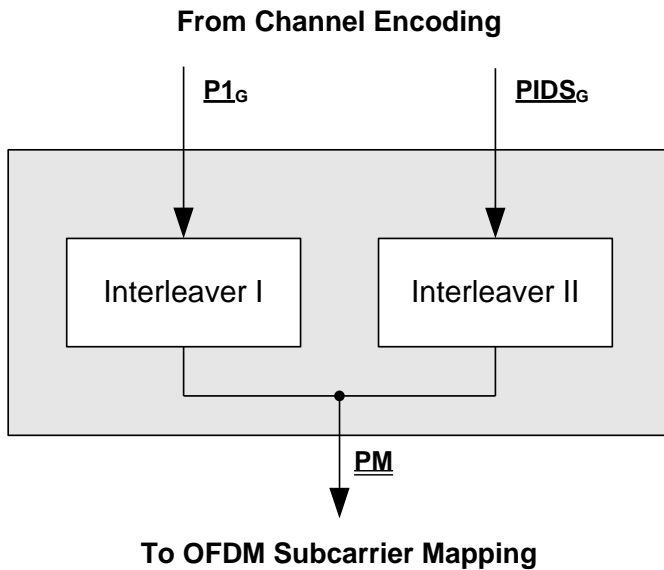 From Channel Encoding
P1G PIDSG
Interleaver I Interleaver II
PM
To OFDM Subcarrier Mapping